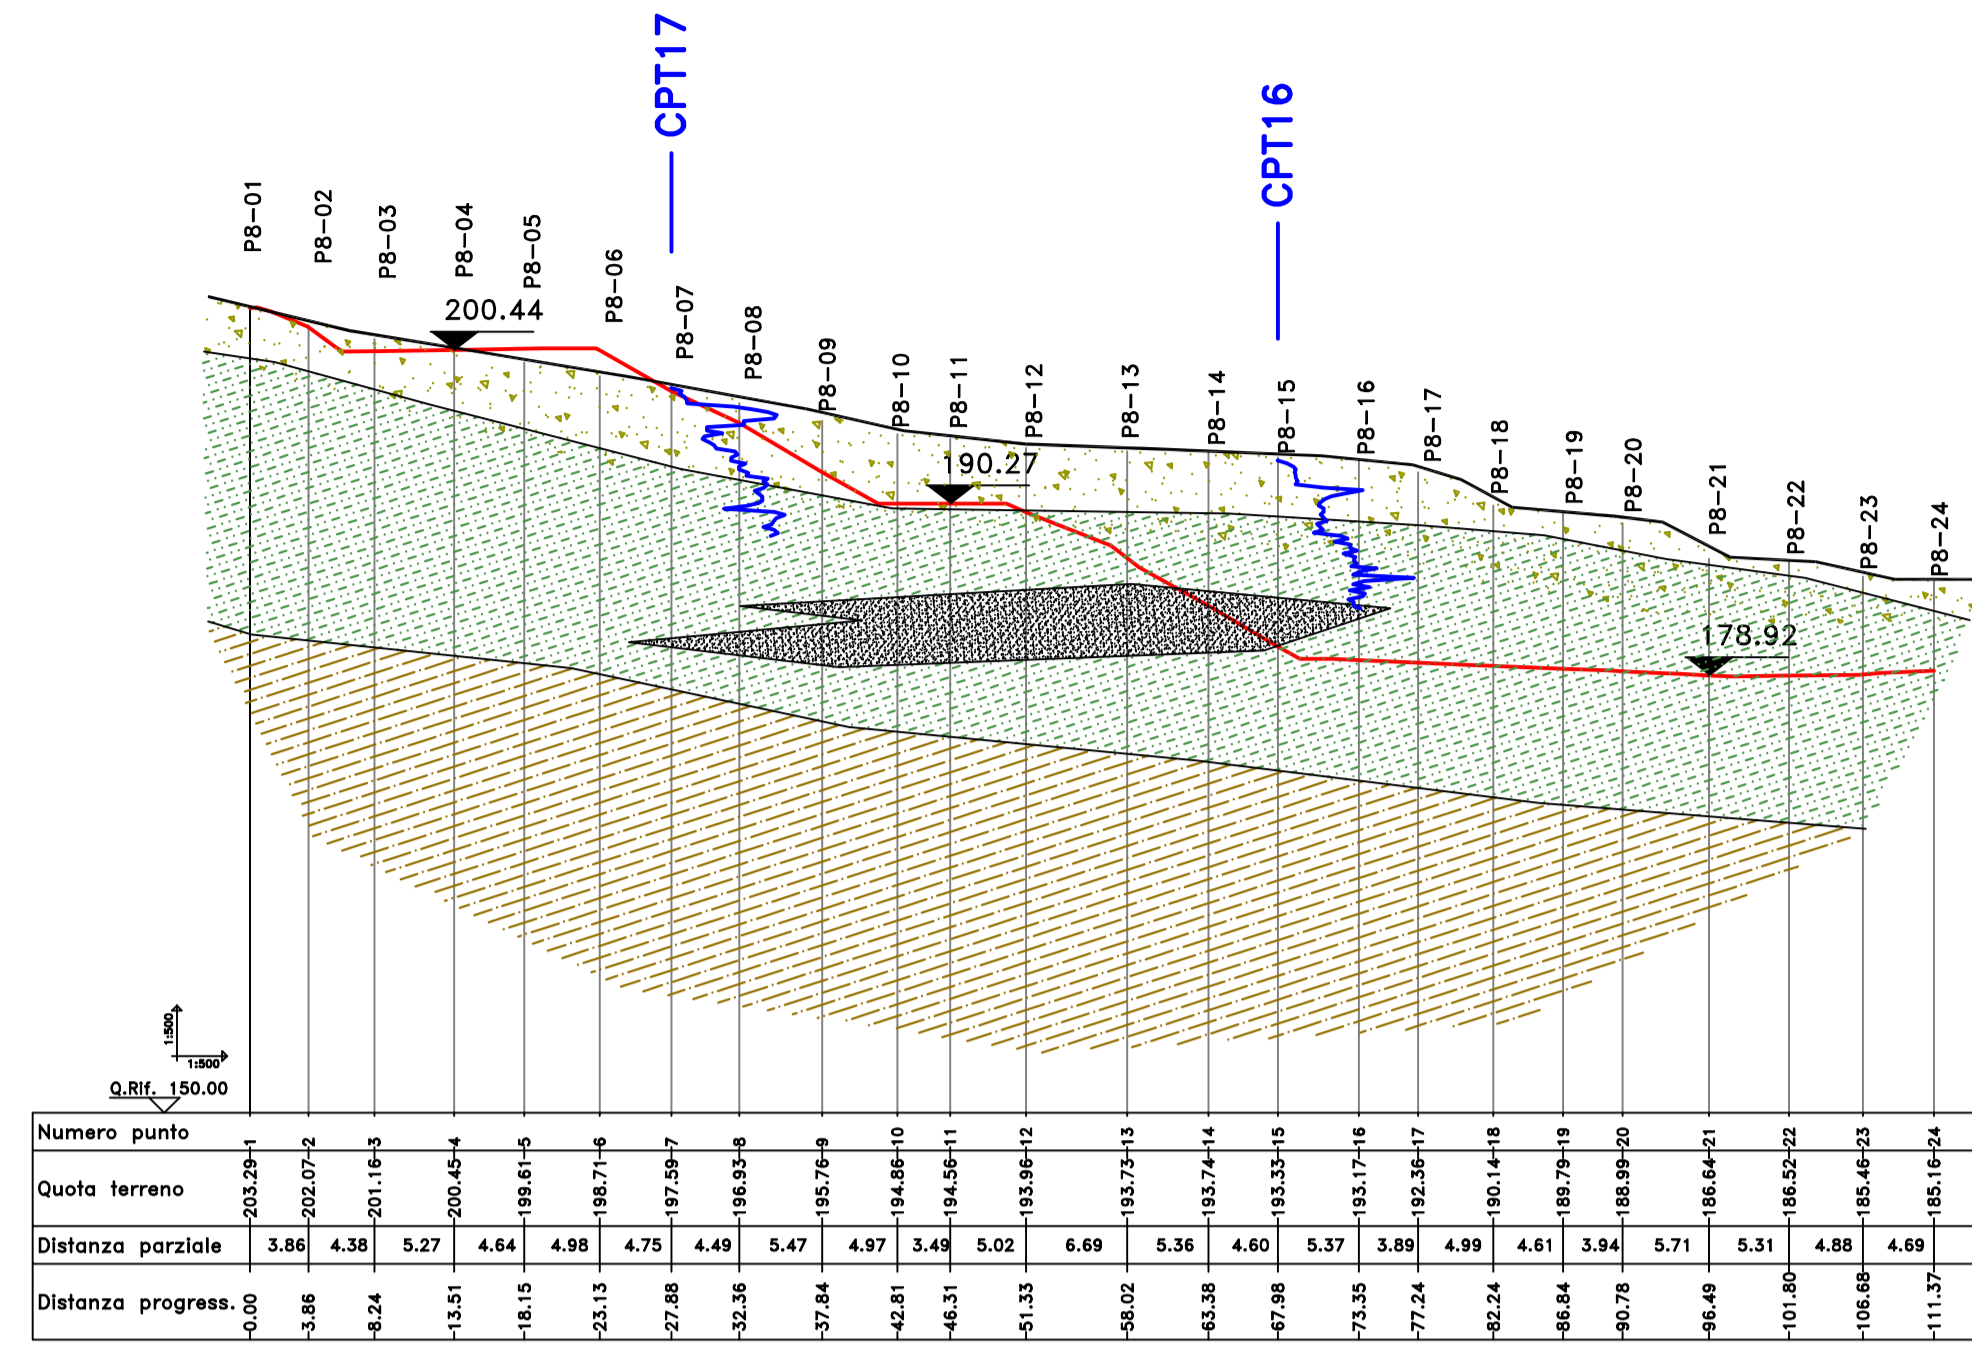 CPT17
CPT16
P8-01
P8-02
P8-03
P8-04
P8-05
P8-06
P8-07
P8-08
P8-09
P8-10
P8-11
P8-12
P8-13
P8-14
P8-15
P8-16
P8-17
P8-18
P8-19
P8-20
P8-21
P8-22
P8-23
P8-24
200.44
190.27
178.92
1:500
1:500
Q.Rif. 150.00
Numero punto 1 2 3 4 5 6 7 8 9 10 11 12 13 14 15 16 17 18 19 20 21 22 23 24
Quota terreno 203.29 202.07 201.16 200.45 199.61 198.71 197.59 196.93 195.76 194.86 194.56 193.96 193.73 193.74 193.33 193.17 192.36 190.14 189.79 188.99 186.64 186.52 185.46 185.16
Distanza parziale 3.86 4.38 5.27 4.64 4.98 4.75 4.49 5.47 4.97 3.49 5.02 6.69 5.36 4.60 5.37 3.89 4.99 4.61 3.94 5.71 5.31 4.88 4.69
Distanza progress. 0.00 3.86 8.24 13.51 18.15 23.13 27.88 32.36 37.84 42.81 46.31 51.33 58.02 63.38 67.98 73.35 77.24 82.24 86.84 90.78 96.49 101.80 106.68 111.37